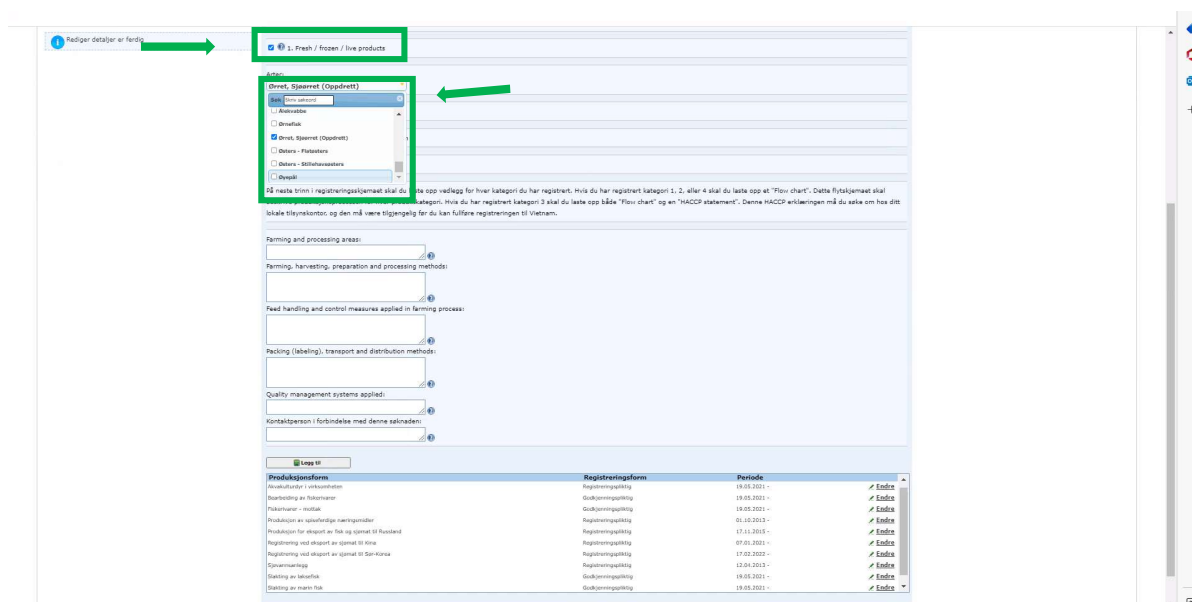 Rediger detaljer er ferdig
1. Fresh / frozen / live products
Arter:
Ørret, Sjøørret (Oppdrett)
Søk: Skriv søkeord
Ålekvabbe
Ørnefisk
Ørret, Sjøørret (Oppdrett)
Østers - Flatøsters
Østers - Stillehavsøsters
Øyepål
På neste trinn i registreringsskjemaet skal du laste opp vedlegg for hver kategori du har registrert. Hvis du har registrert kategori 1, 2, eller 4 skal du laste opp et "Flow chart". Dette flytskjemaet skal
kategori. Hvis du har registrert kategori 3 skal du laste opp både "Flow chart" og en "HACCP statement". Denne HACCP erklæringen må du søke om hos ditt
lokale tilsynskontor, og den må være tilgjengelig før du kan fullføre registreringen til Vietnam.
Farming and processing areas:
Farming, harvesting, preparation and processing methods:
Feed handling and control measures applied in farming process:
Packing (labeling), transport and distribution methods:
Quality management systems applied:
Kontaktperson i forbindelse med denne søknaden:
Legg til
Produksjonsform Registreringsform Periode
Akvakulturdyr i virksomheten Registreringspliktig 19.05.2021 - Endre
Bearbeiding av fiskerivarer Godkjenningspliktig 19.05.2021 - Endre
Fiskerivarer - mottak Godkjenningspliktig 19.05.2021 - Endre
Produksjon av spiseferdige næringsmidler Registreringspliktig 01.10.2013 - Endre
Produksjon for eksport av fisk og sjømat til Russland Registreringspliktig 17.11.2015 - Endre
Registrering ved eksport av sjømat til Kina Registreringspliktig 07.01.2021 - Endre
Registrering ved eksport av sjømat til Sør-Korea Registreringspliktig 17.02.2022 - Endre
Sjøvannsanlegg Registreringspliktig 12.04.2013 - Endre
Slakting av laksefisk Godkjenningspliktig 19.05.2021 - Endre
Slakting av marin fisk Godkjenningspliktig 19.05.2021 - Endre